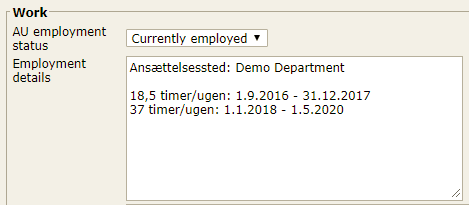 Work
AU employment status
Currently employed
Employment details
Ansættelsessted: Demo Department
18,5 timer/ugen: 1.9.2016 - 31.12.2017
37 timer/ugen: 1.1.2018 - 1.5.2020